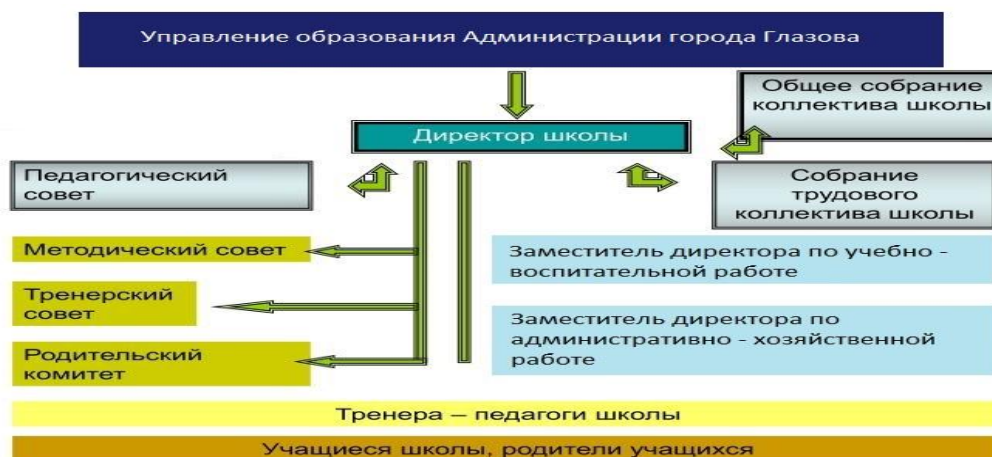 Управление образования Администрации города Глазова
Общее собрание
коллектива школы
Директор школы
Педагогический
совет
Собрание
трудового
коллектива школы
Методический совет
Заместитель директора по учебно -
воспитательной работе
Тренерский
совет
Заместитель директора по
административно - хозяйственной
работе
Родительский
комитет
Тренера – педагоги школы
Учащиеся школы, родители учащихся